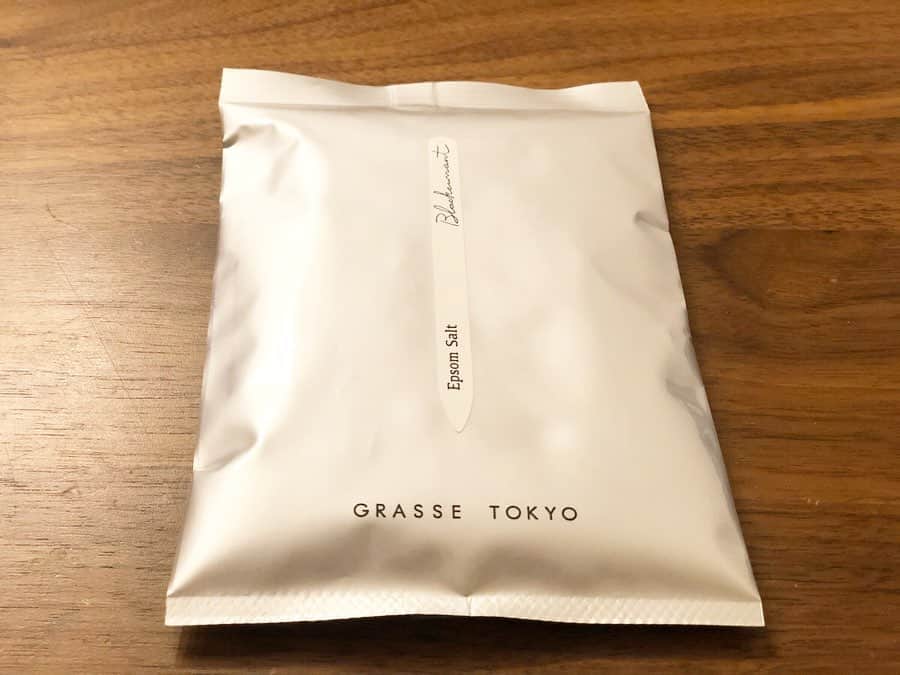 Blackcurrant
Epsom Salt
GRASSE TOKYO